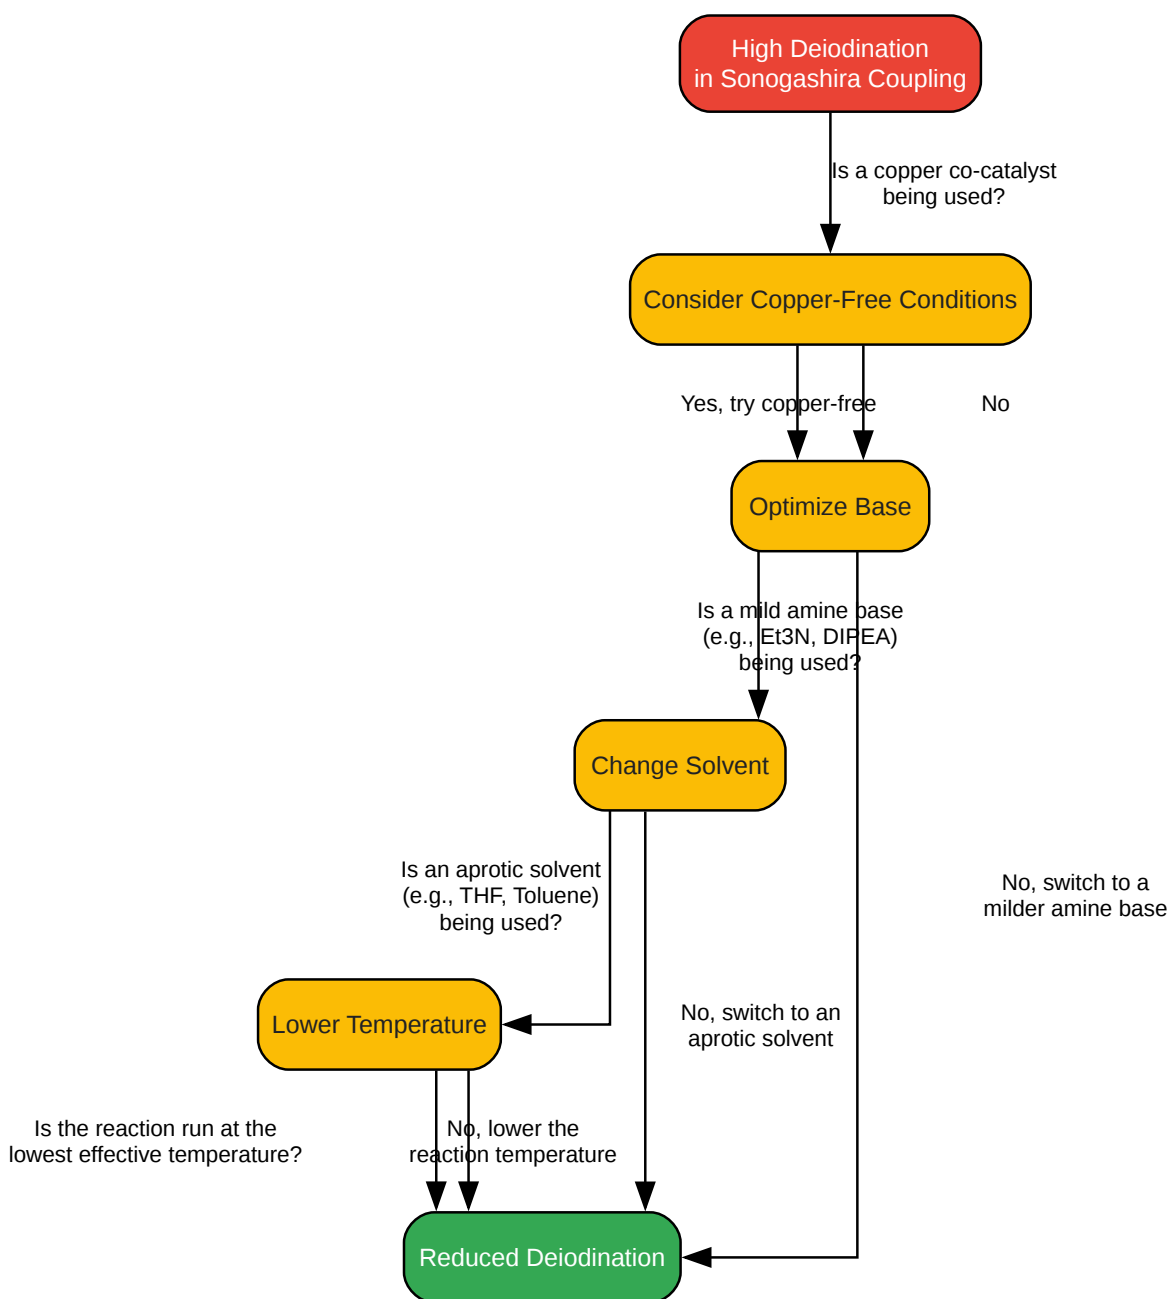 High Deiodination
in Sonogashira Coupling
Is a copper co-catalyst
being used?
Consider Copper-Free Conditions
Yes, try copper-free
No
Optimize Base
Is a mild amine base
(e.g., Et3N, DIPEA)
being used?
Change Solvent
Is an aprotic solvent
(e.g., THF, Toluene)
being used?
No, switch to a
milder amine base
Lower Temperature
No, switch to an
aprotic solvent
Is the reaction run at the
lowest effective temperature?
No, lower the
reaction temperature
Reduced Deiodination